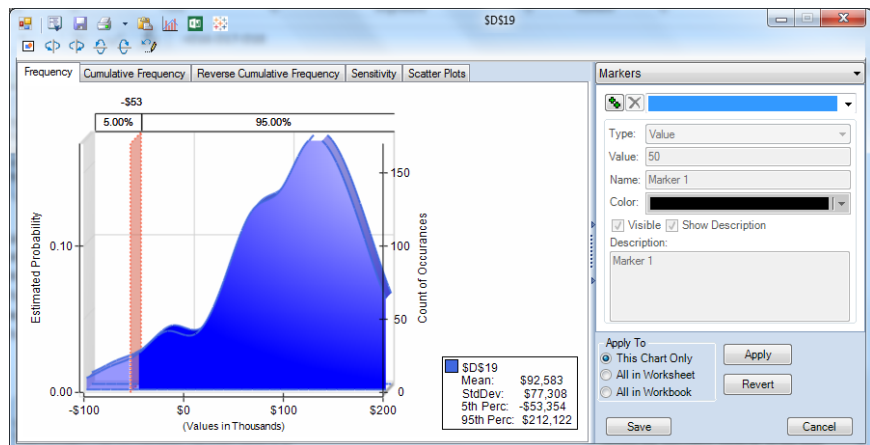 $D$19
Frequency Cumulative Frequency Reverse Cumulative Frequency Sensitivity Scatter Plots
-$53
5.00% 95.00%
Estimated Probability
0.10
0.00
150
100
50
0
Count of Occurances
-$100 $0 $100 $200
(Values in Thousands)
$D$19
Mean: $92,583
StdDev: $77,308
5th Perc: -$53,354
95th Perc: $212,122
Markers
Type: Value
Value: 50
Name: Marker 1
Color:
Visible Show Description
Description:
Marker 1
Apply To
This Chart Only
All in Worksheet
All in Workbook
Apply
Revert
Save Cancel